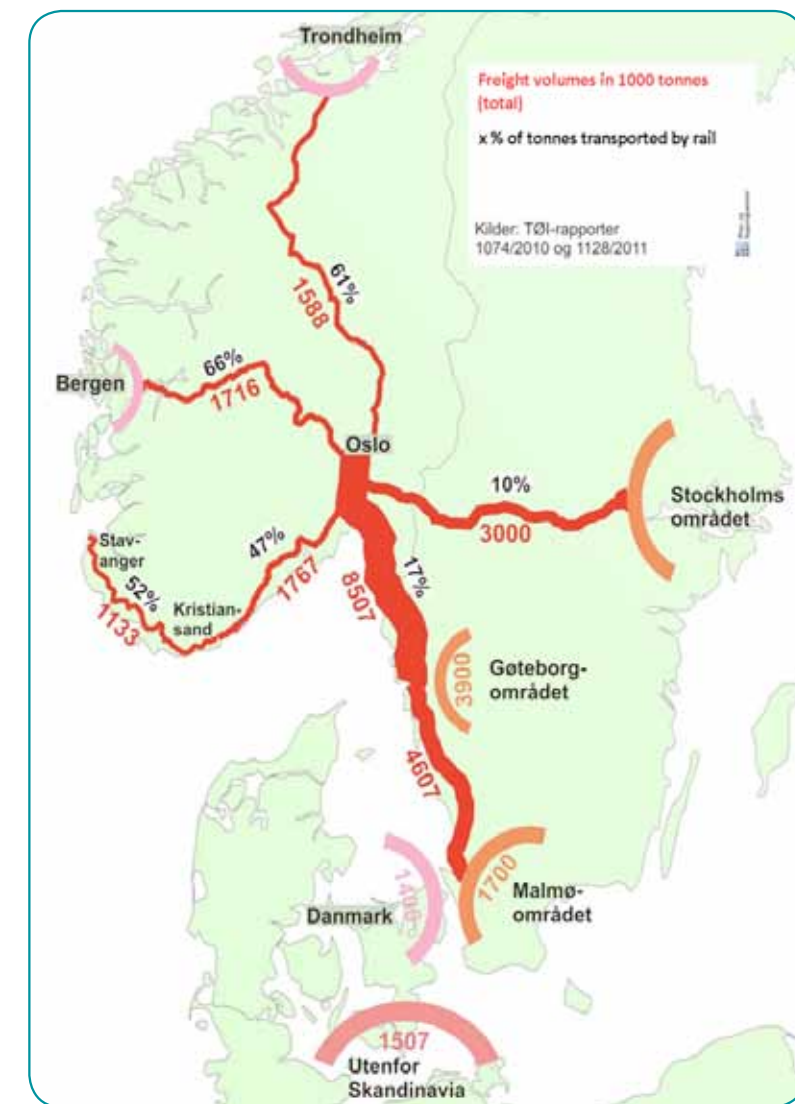 Trondheim
Freight volumes in 1000 tonnes
(total)
x % of tonnes transported by rail
Kilder: TØI-rapporter
1074/2010 og 1128/2011
61%
1588
66%
Bergen
1716
Oslo
10%
Stockholms
området
3000
Stav-
anger
47%
1767
52%
1133
Kristian-
sand
17%
8507
3900
Gøteborg-
området
4607
1700
Malmø-
området
1400
Danmark
1507
Utenfor
Skandinavia